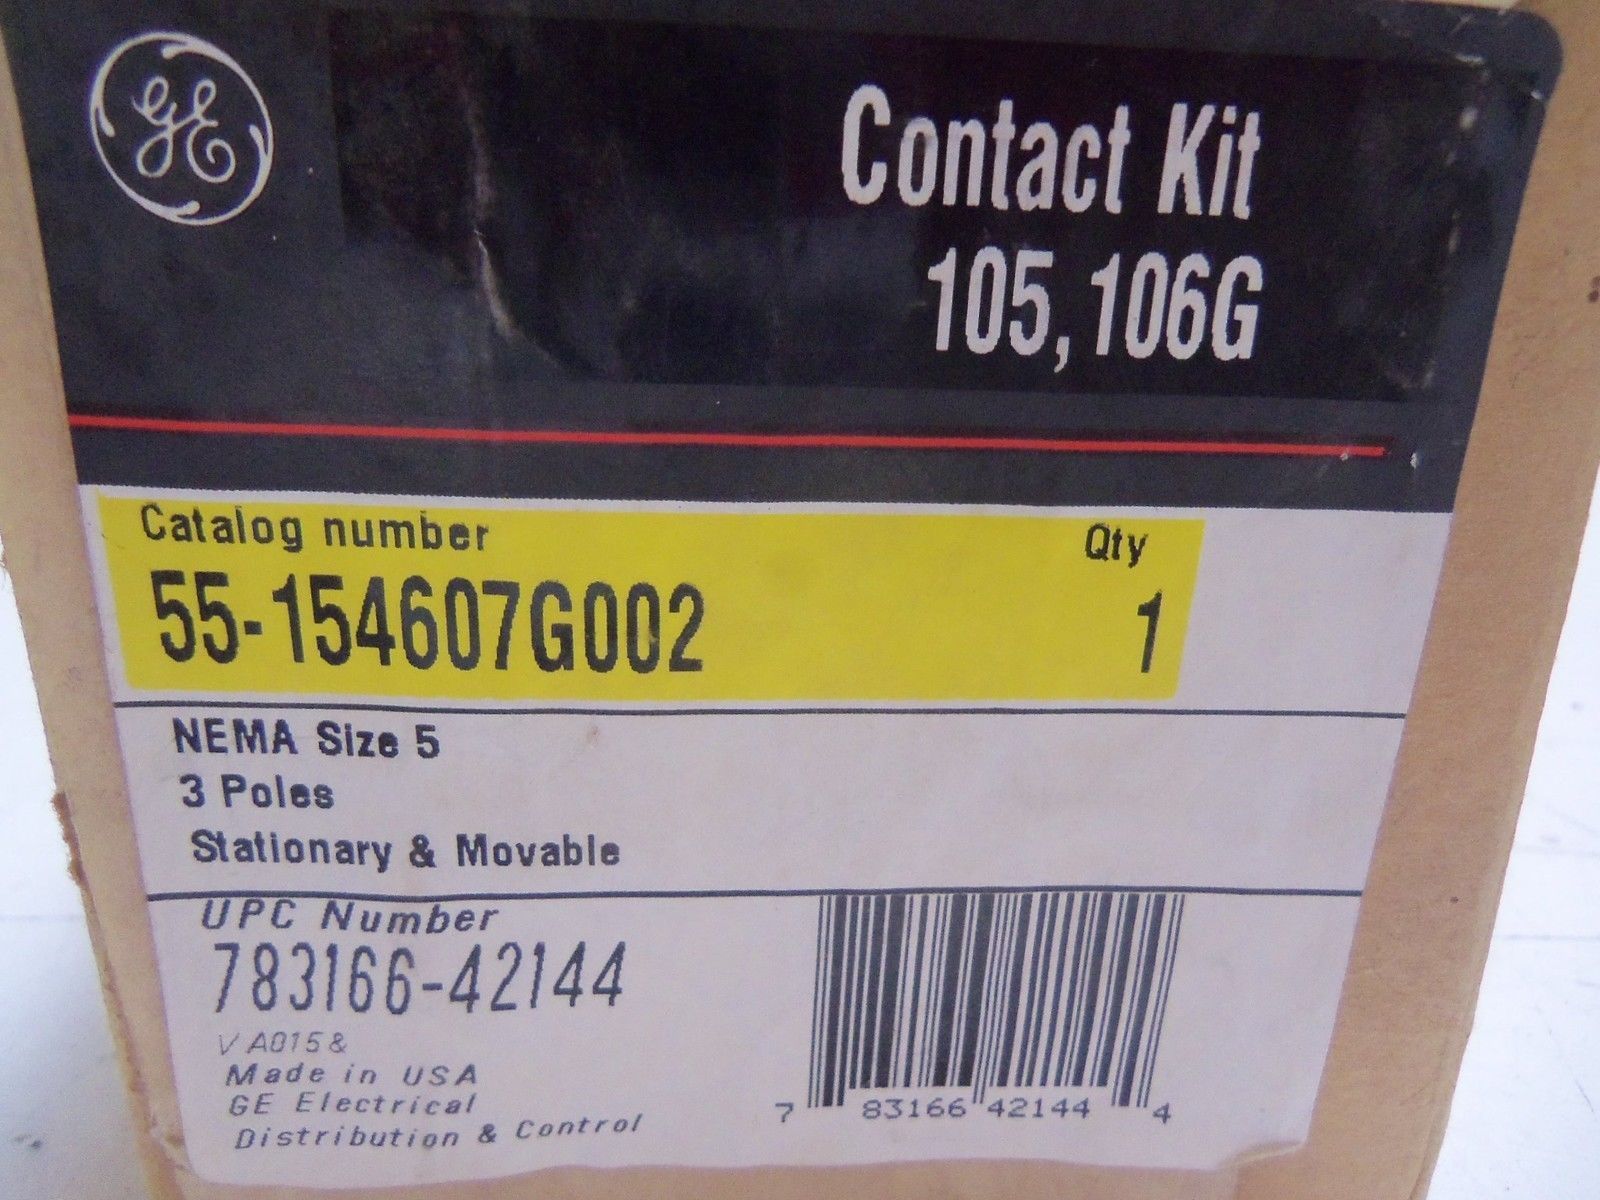 GE
Contact Kit
105, 106G
Catalog number Qty
55-154607G002 1
NEMA Size 5
3 Poles
Stationary & Movable
UPC Number
783166-42144
V A015 &
Made in USA
GE Electrical
Distribution & Control
7 83166 42144 4